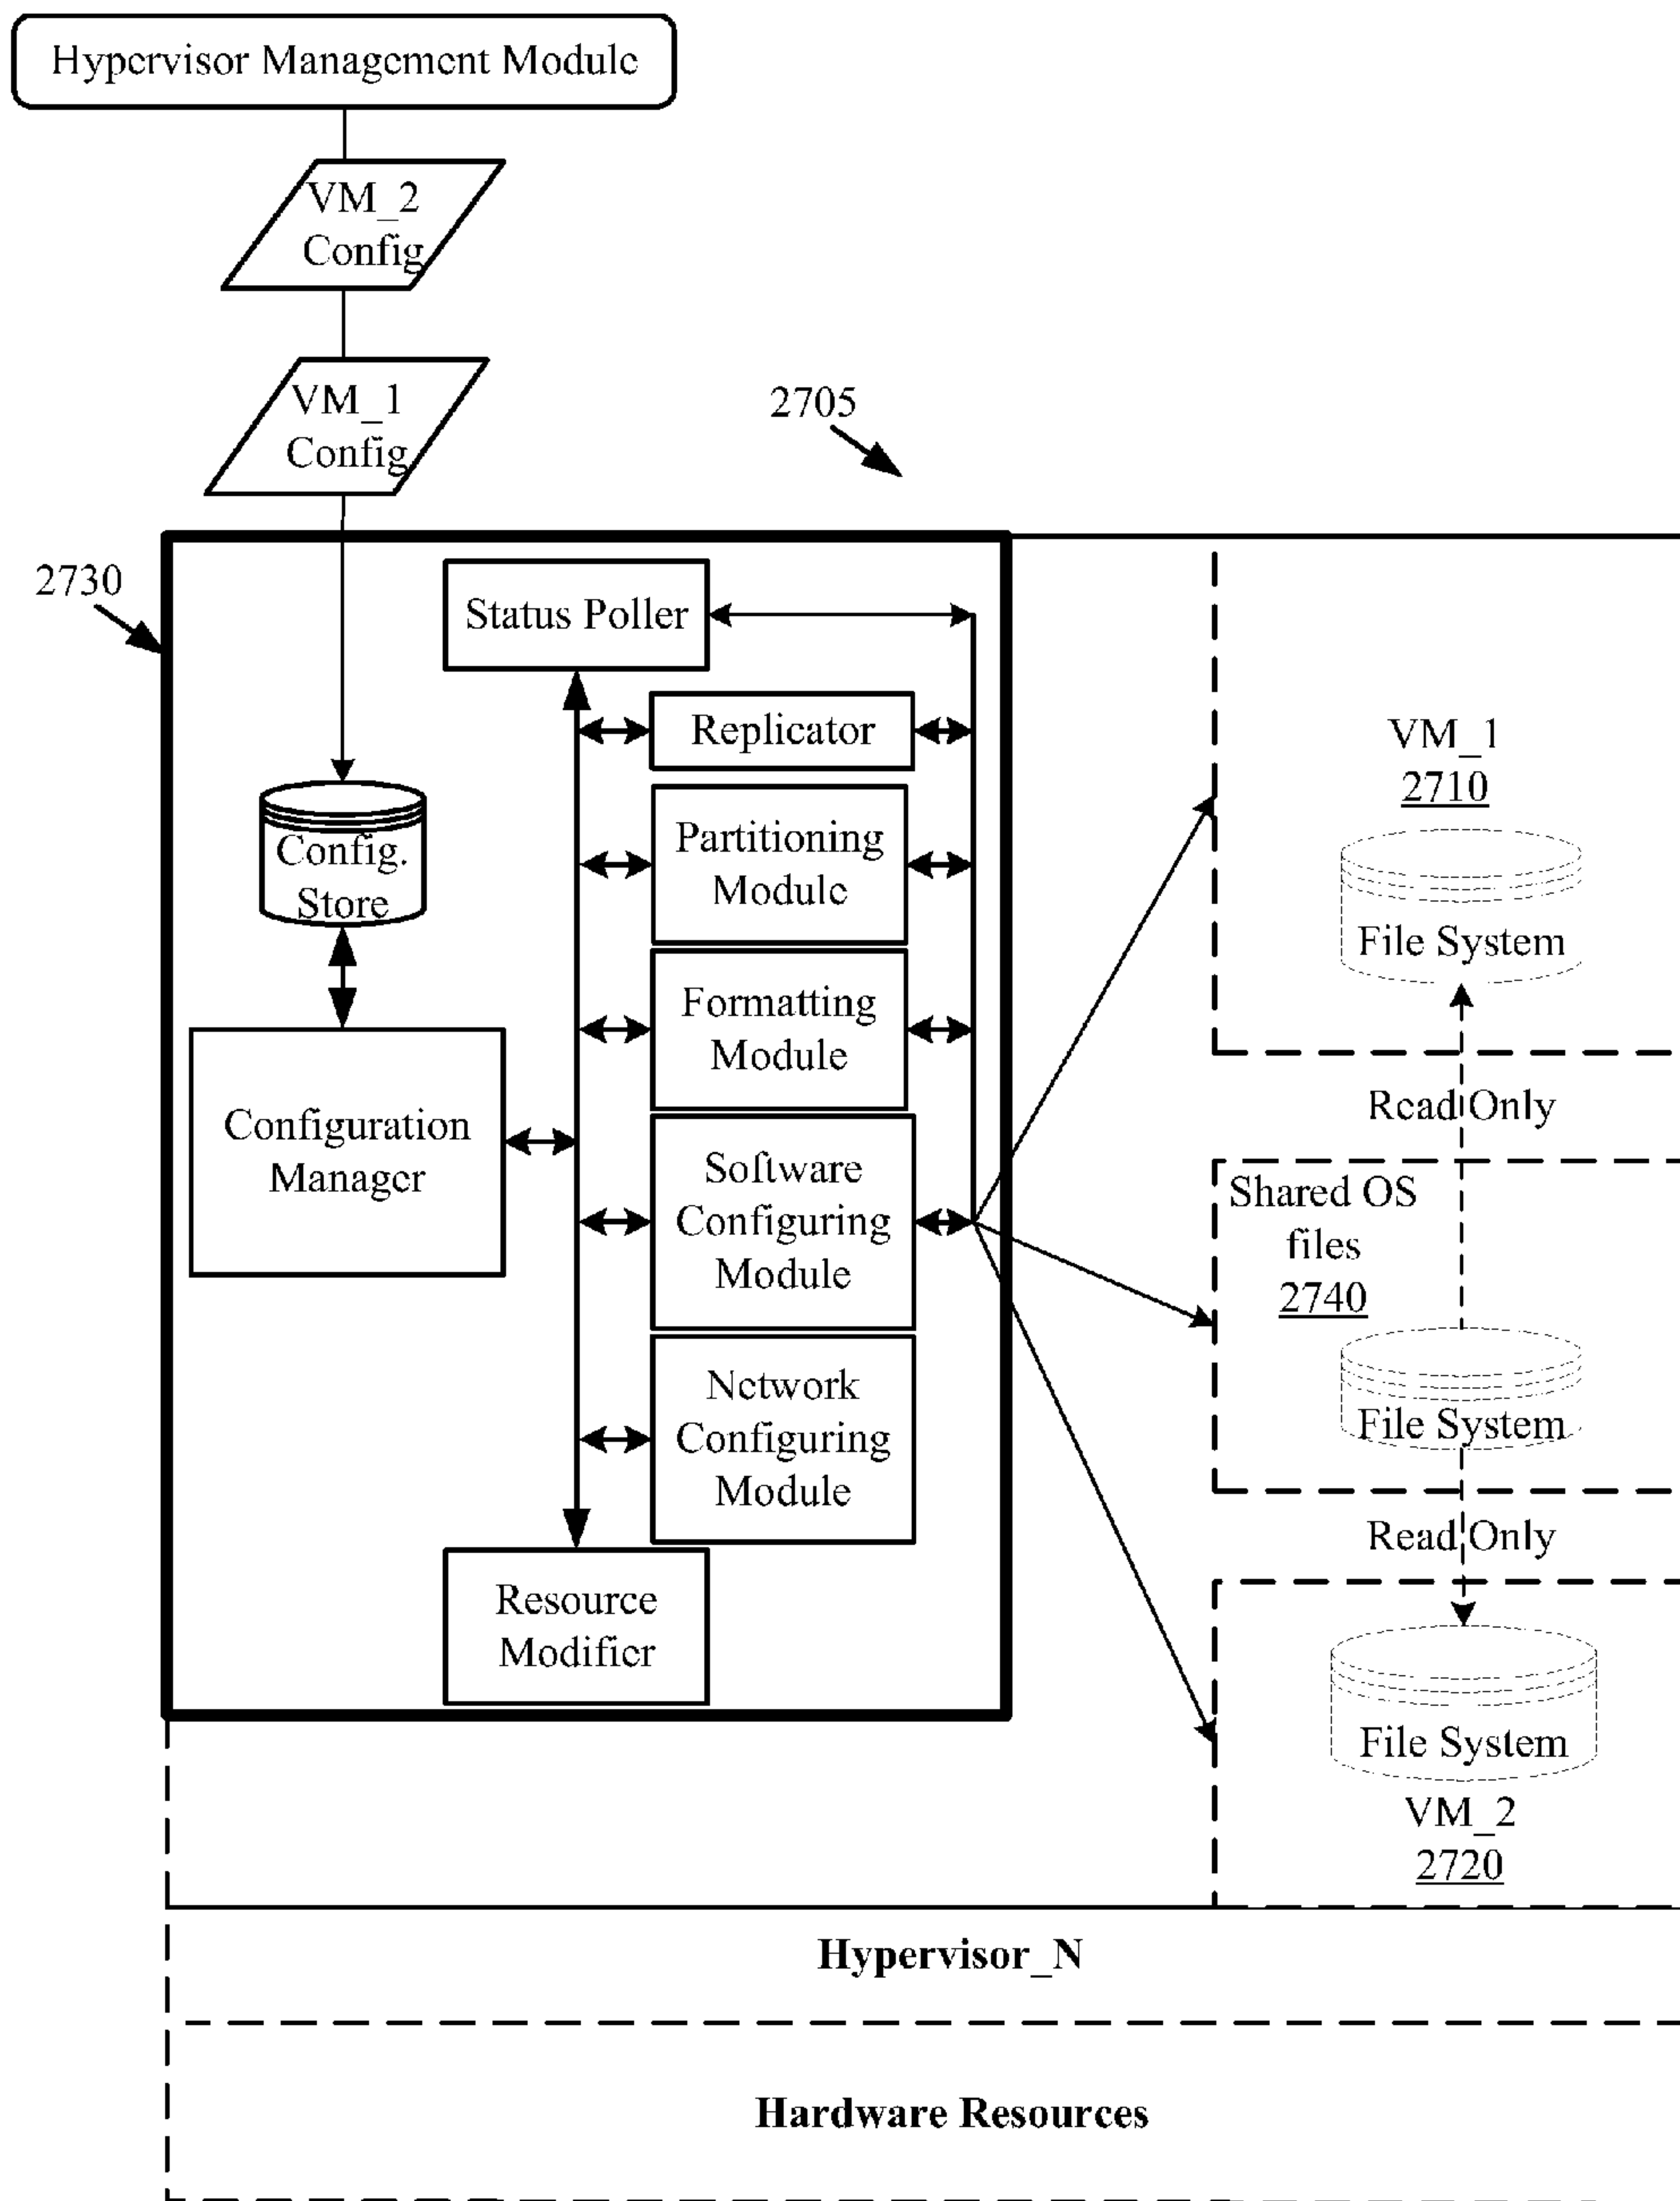 Hypervisor Management Module
VM_2
Config
VM_1
Config
2705
2730
Status Poller
Replicator
Partitioning
Module
Config.
Store
Formatting
Module
Configuration
Manager
Software
Configuring
Module
Network
Configuring
Module
Resource
Modifier
VM_1
2710
File System
Read Only
Shared OS
files
2740
File System
Read Only
File System
VM_2
2720
Hypervisor_N
Hardware Resources